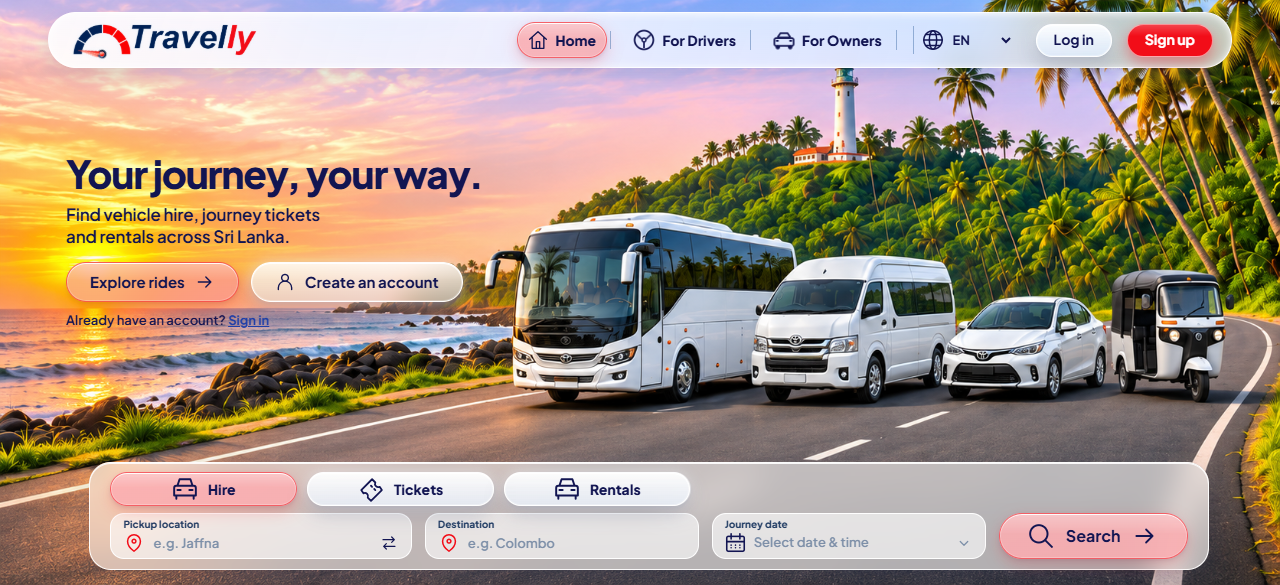 Travelly
Home
For Drivers
For Owners
EN
Log in
Sign up
Your journey, your way.
Find vehicle hire, journey tickets
and rentals across Sri Lanka.
Explore rides
Create an account
Already have an account? Sign in
Hire
Tickets
Rentals
Pickup location
e.g. Jaffna
Destination
e.g. Colombo
Journey date
Select date & time
Search